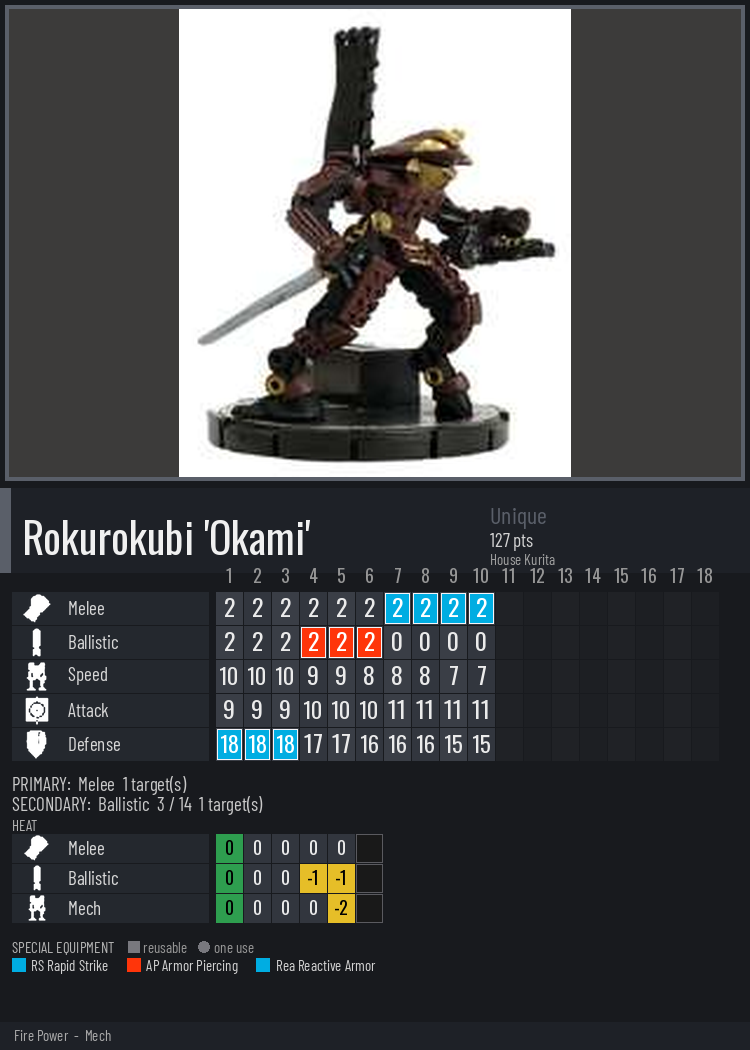 Rokurokubi 'Okami'
Unique
127 pts
House Kurita
1 2 3 4 5 6 7 8 9 10 11 12 13 14 15 16 17 18
Melee 2 2 2 2 2 2 2 2 2 2
Ballistic 2 2 2 2 2 2 0 0 0 0
Speed 10 10 10 9 9 8 8 8 7 7
Attack 9 9 9 10 10 10 11 11 11 11
Defense 18 18 18 17 17 16 16 16 15 15
PRIMARY: Melee 1 target(s)
SECONDARY: Ballistic 3 / 14 1 target(s)
HEAT
Melee 0 0 0 0 0
Ballistic 0 0 0 -1 -1
Mech 0 0 0 0 -2
SPECIAL EQUIPMENT reusable one use
RS Rapid Strike AP Armor Piercing Rea Reactive Armor
Fire Power - Mech